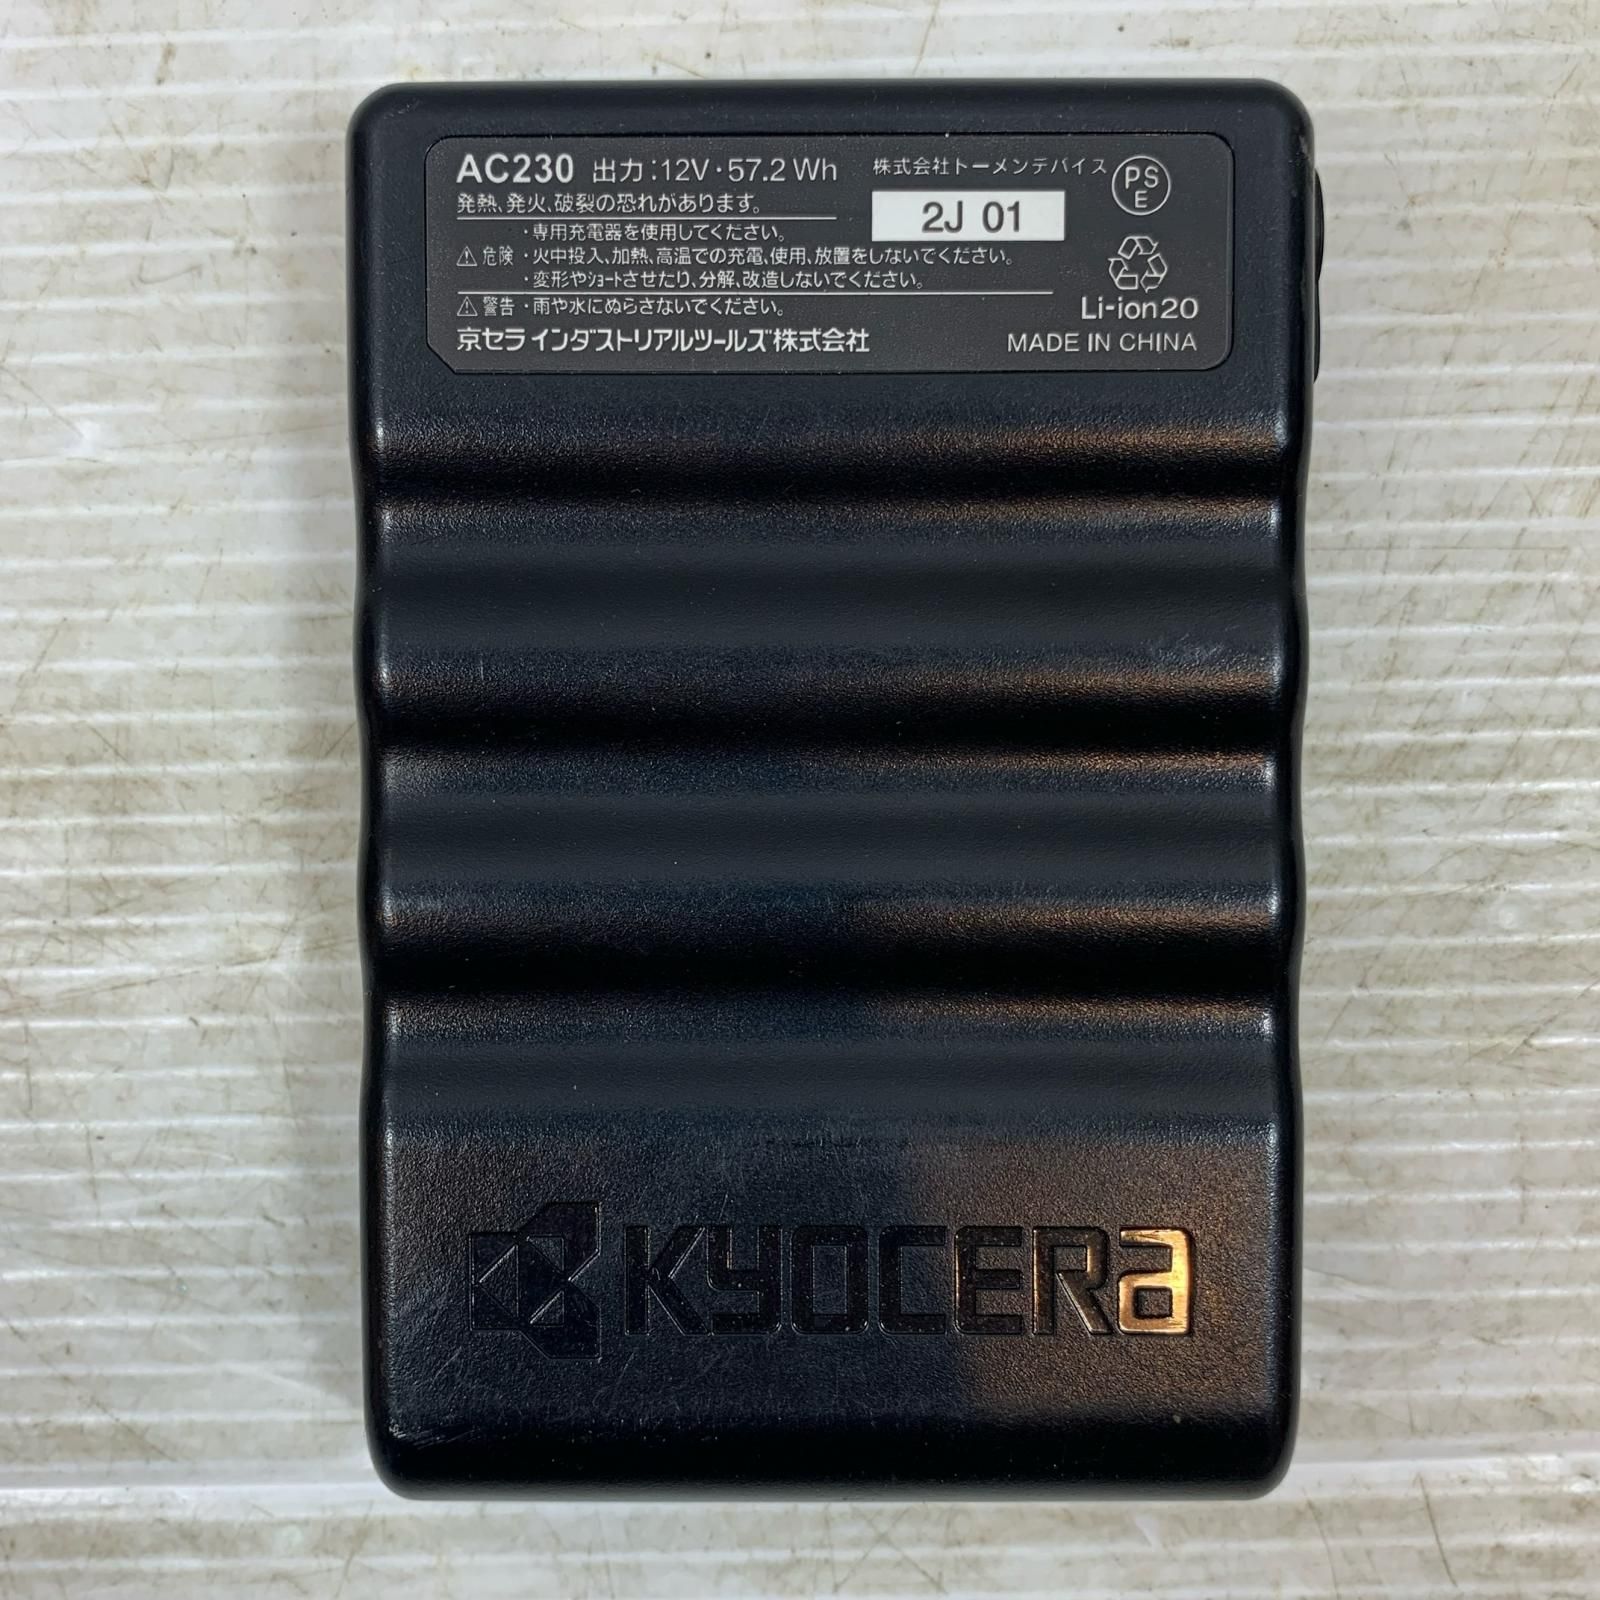 AC230 出力:12V・57.2Wh
発熱、発火、破裂の恐れがあります。
・専用充電器を使用してください。
危険 ・火中投入、加熱、高温での充電、使用、放置をしないでください。
・変形やショートさせたり、分解、改造しないでください。
警告 ・雨や水にぬらさないでください。
京セラ インダストリアルツールズ株式会社
株式会社トーメンデバイス
PS
E
2J 01
Li-ion20
MADE IN CHINA
KYOCERa